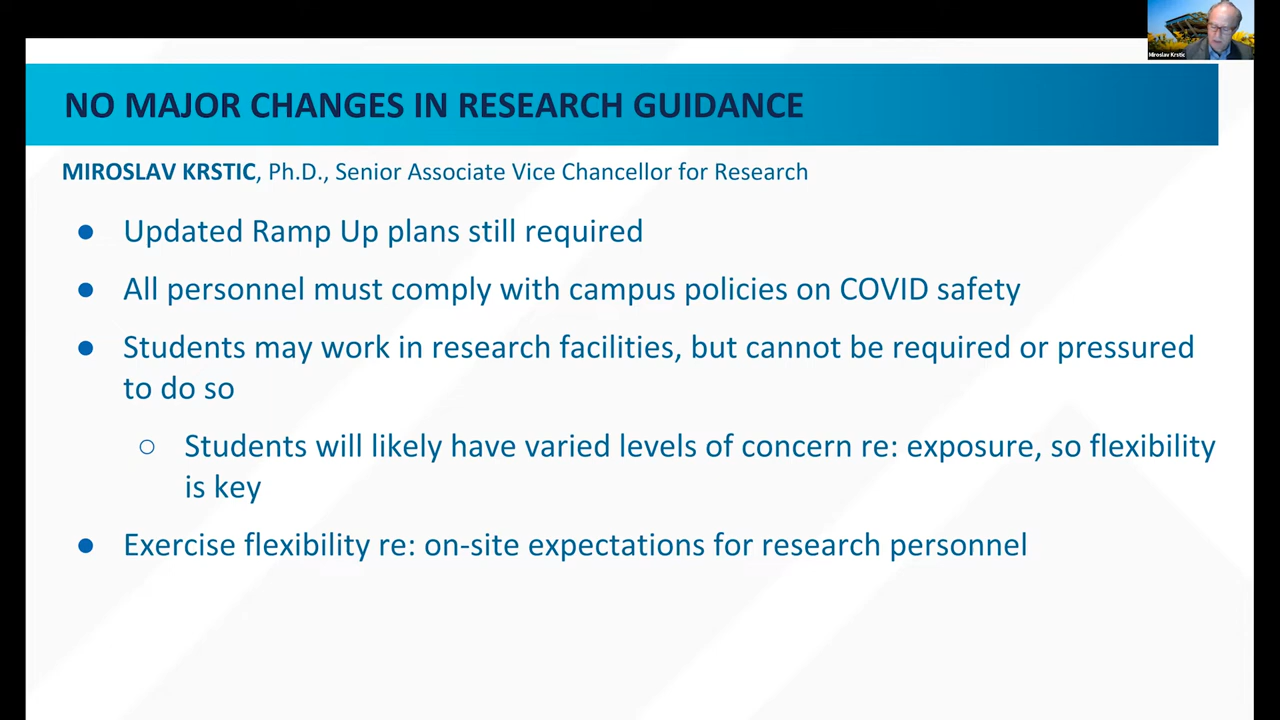 Miroslav Krstic
NO MAJOR CHANGES IN RESEARCH GUIDANCE
MIROSLAV KRSTIC, Ph.D., Senior Associate Vice Chancellor for Research
● Updated Ramp Up plans still required
● All personnel must comply with campus policies on COVID safety
● Students may work in research facilities, but cannot be required or pressured
to do so
○ Students will likely have varied levels of concern re: exposure, so flexibility
is key
● Exercise flexibility re: on-site expectations for research personnel